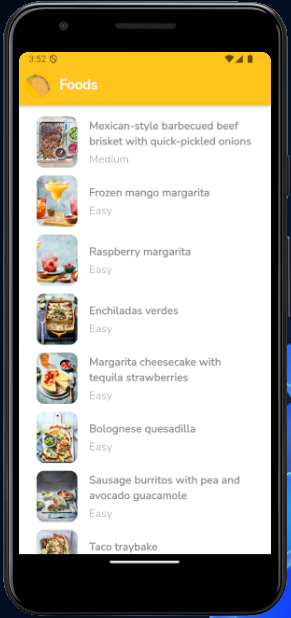 3:52
Foods
Mexican-style barbecued beef
brisket with quick-pickled onions
Medium
Frozen mango margarita
Easy
Raspberry margarita
Easy
Enchiladas verdes
Easy
Margarita cheesecake with
tequila strawberries
Easy
Bolognese quesadilla
Easy
Sausage burritos with pea and
avocado guacamole
Easy
Taco traybake